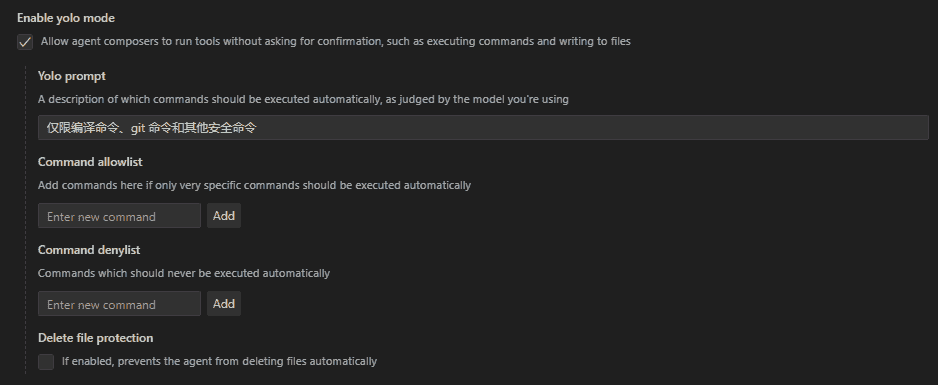 Enable yolo mode
Allow agent composers to run tools without asking for confirmation, such as executing commands and writing to files
Yolo prompt
A description of which commands should be executed automatically, as judged by the model you're using
仅限编译命令、git 命令和其他安全命令
Command allowlist
Add commands here if only very specific commands should be executed automatically
Enter new command Add
Command denylist
Commands which should never be executed automatically
Enter new command Add
Delete file protection
If enabled, prevents the agent from deleting files automatically